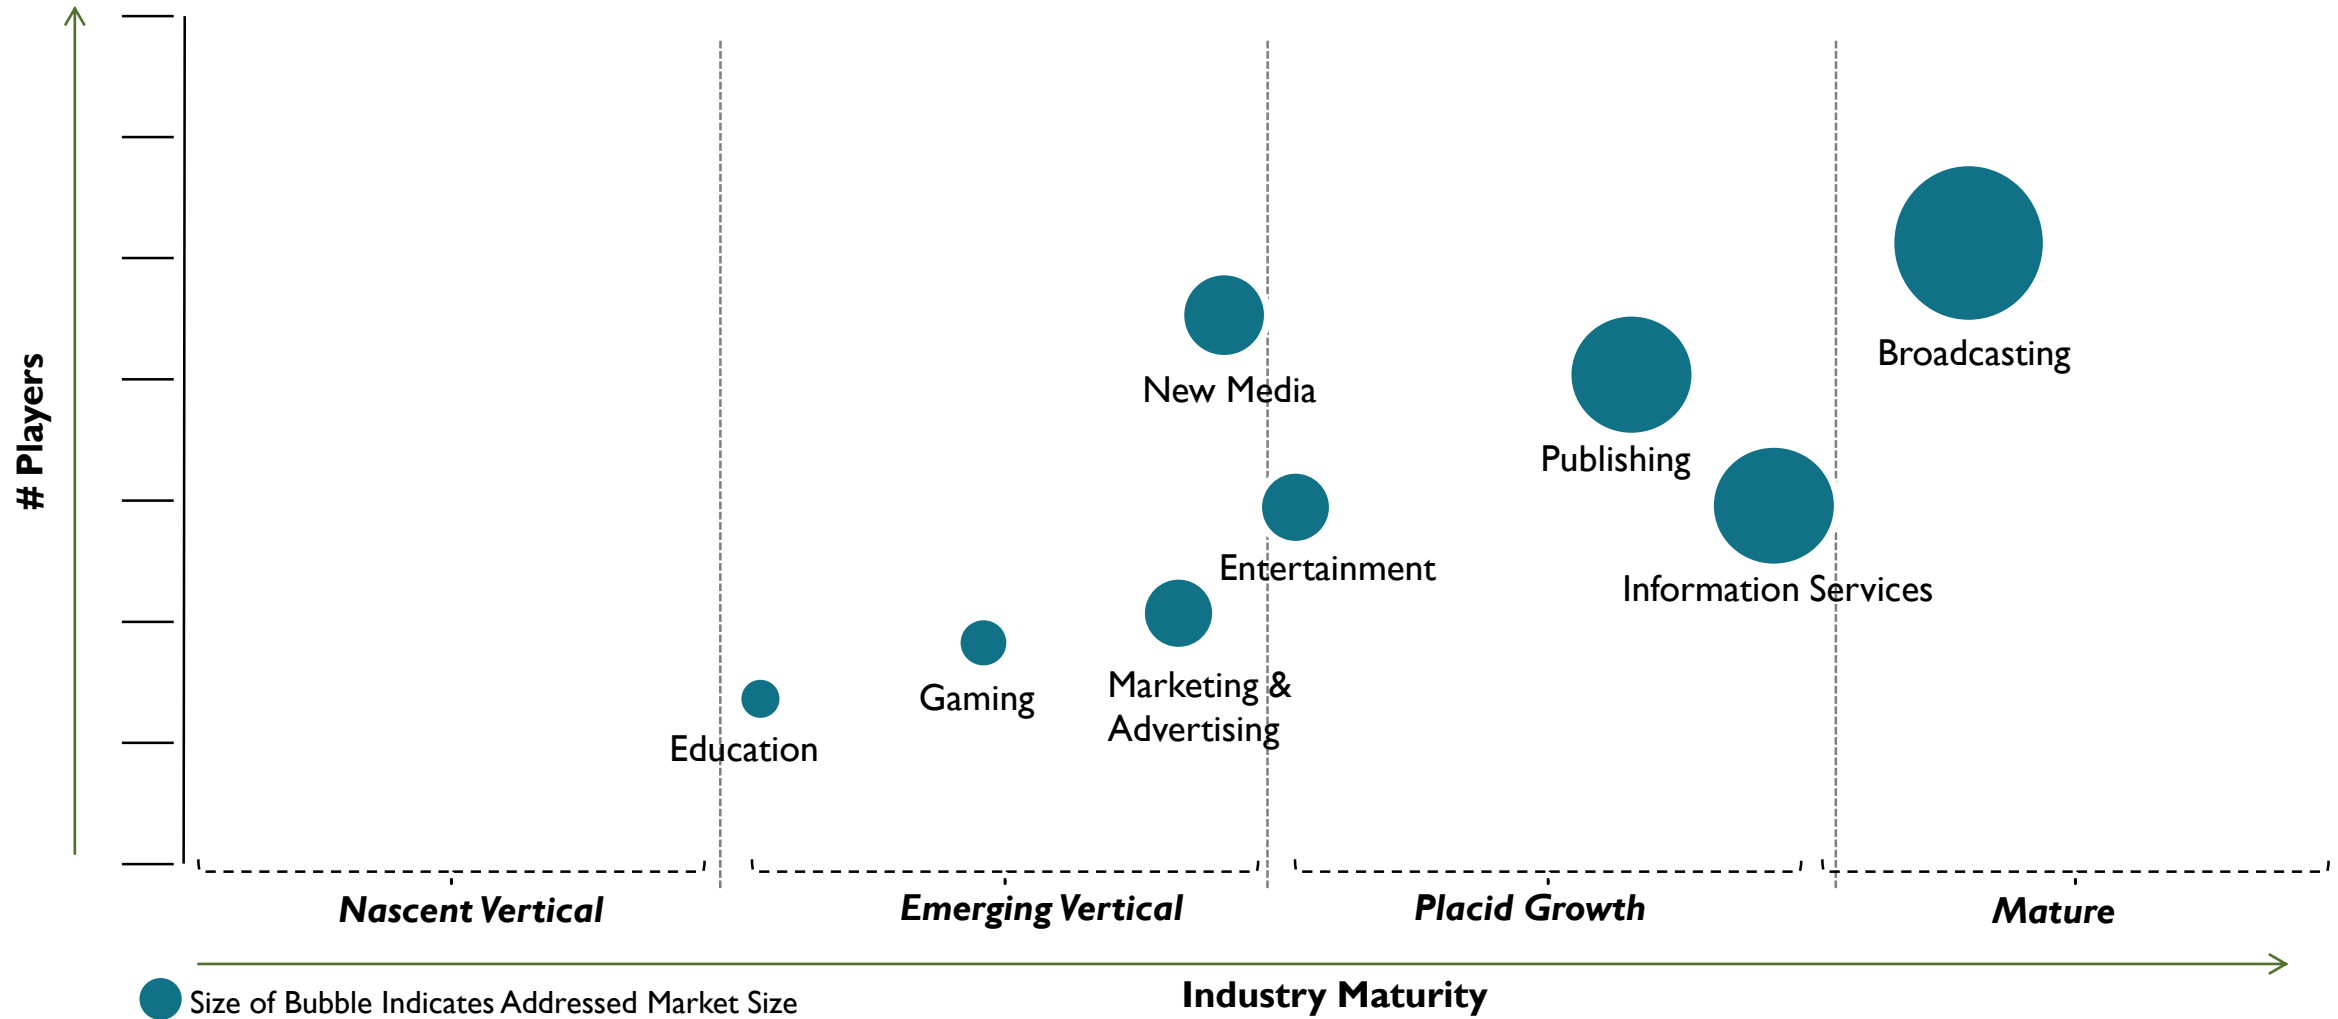 # Players
Broadcasting
New Media
Publishing
Entertainment
Information Services
Marketing &
Advertising
Gaming
Education
Nascent Vertical
Emerging Vertical
Placid Growth
Mature
Industry Maturity
Size of Bubble Indicates Addressed Market Size